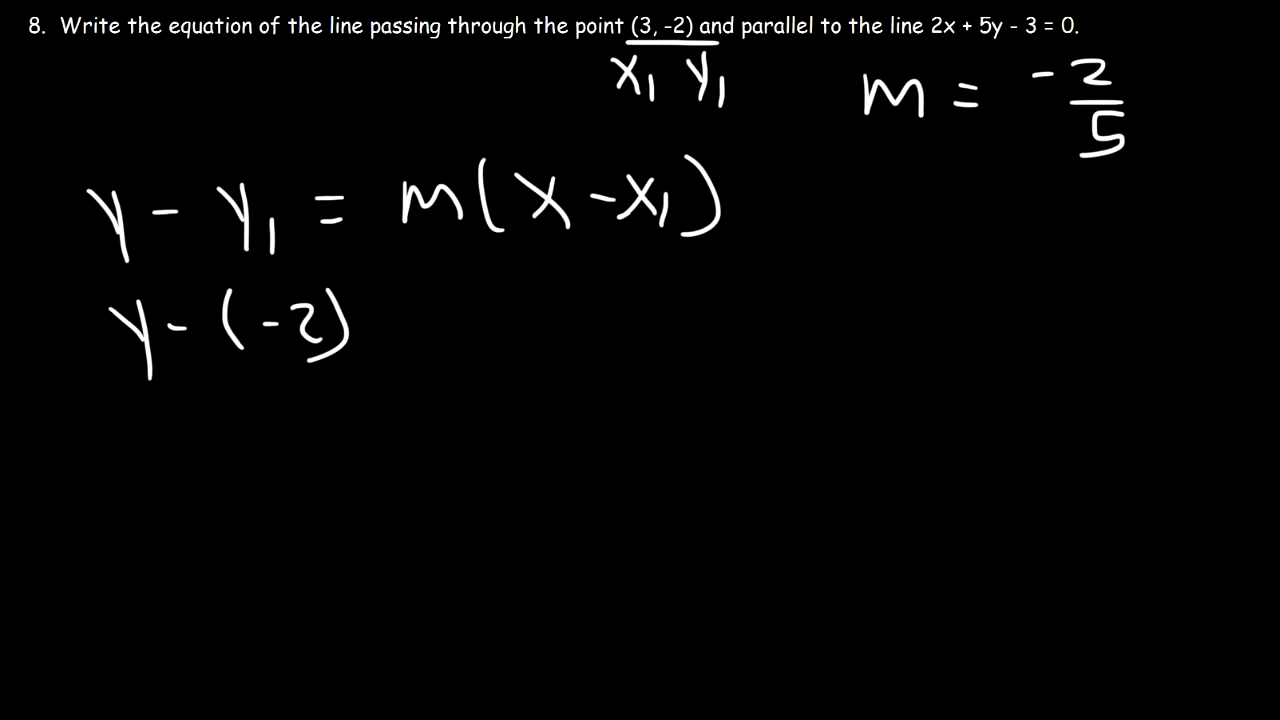 8. Write the equation of the line passing through the point (3, -2) and parallel to the line 2x + 5y - 3 = 0.
x₁ y₁
m = -2/5
y - y₁ = m(x - x₁)
y - (-2)